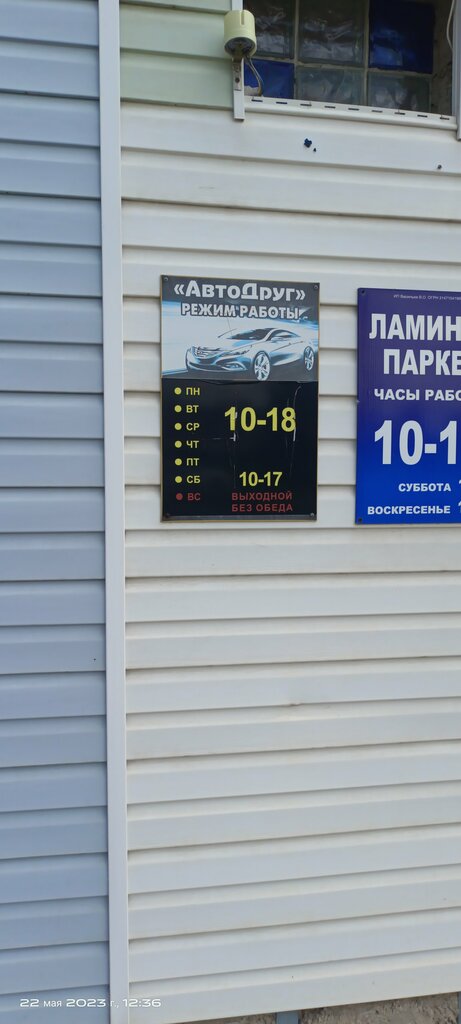 «АвтоДруг»
РЕЖИМ РАБОТЫ
ПН
ВТ
СР
ЧТ
ПТ
10-18
СБ 10-17
ВС ВЫХОДНОЙ
БЕЗ ОБЕДА
ЛАМИН
ПАРКЕ
ЧАСЫ РАБО
10-1
СУББОТА
ВОСКРЕСЕНЬЕ
22 мая 2023 г., 12:36